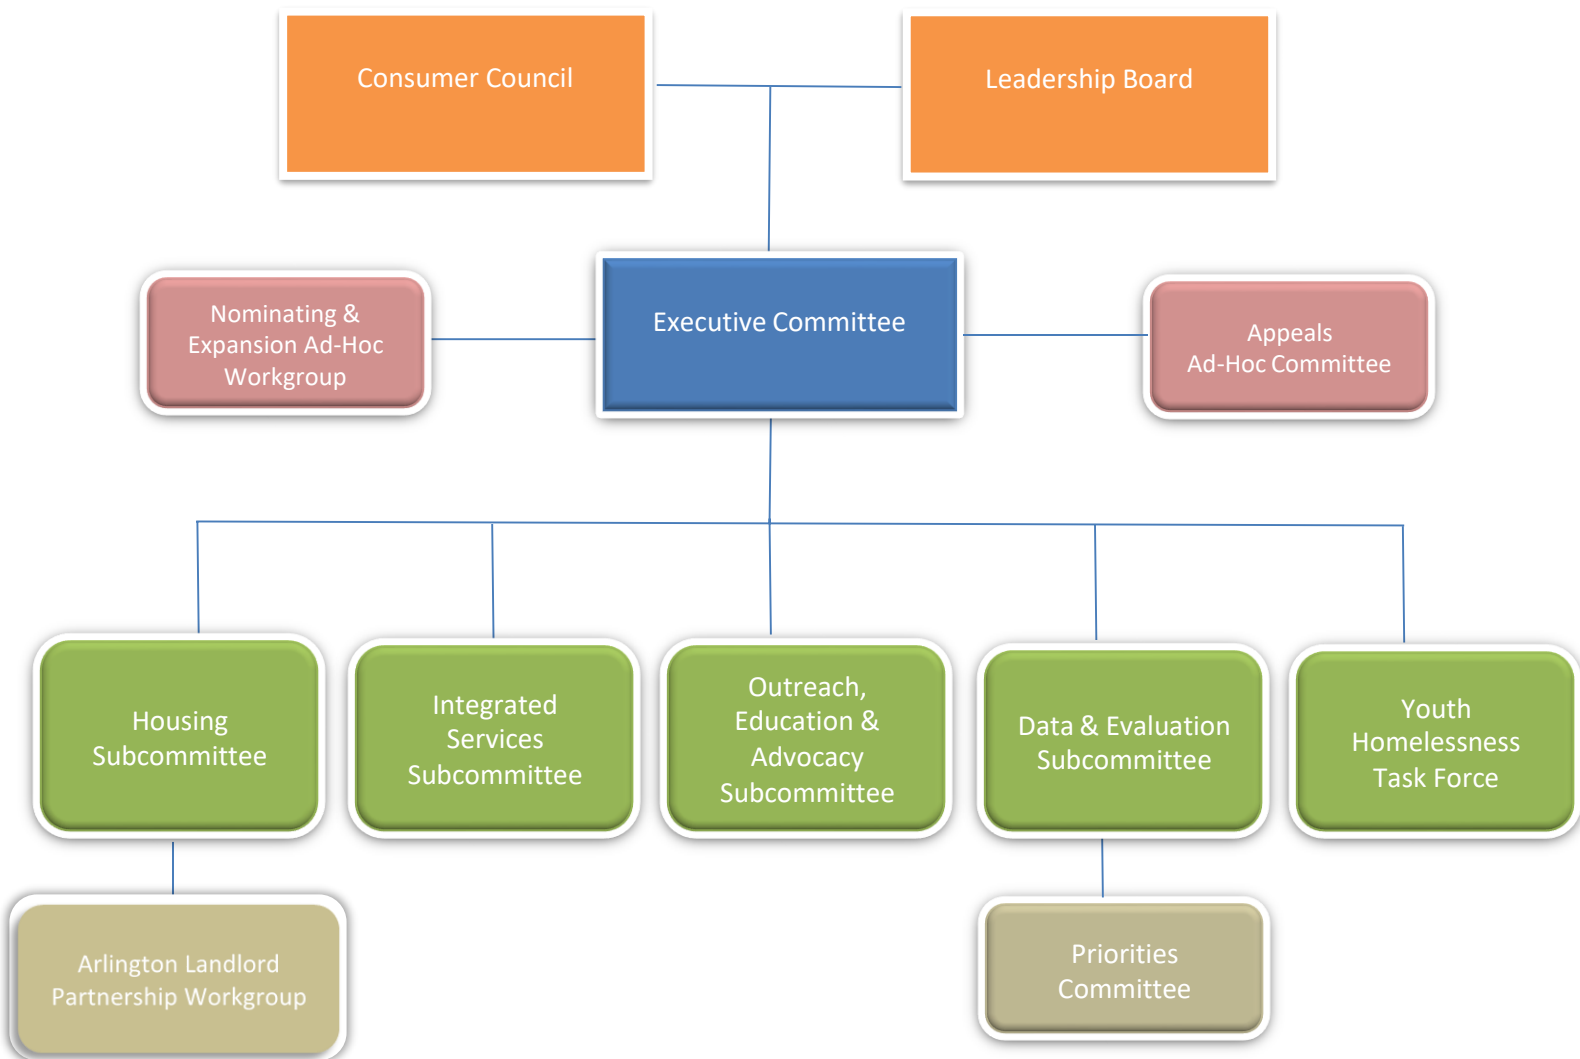 Consumer Council
Leadership Board
Nominating &
Expansion Ad-Hoc
Workgroup
Executive Committee
Appeals
Ad-Hoc Committee
Housing
Subcommittee
Integrated
Services
Subcommittee
Outreach,
Education &
Advocacy
Subcommittee
Data & Evaluation
Subcommittee
Youth
Homelessness
Task Force
Arlington Landlord
Partnership Workgroup
Priorities
Committee